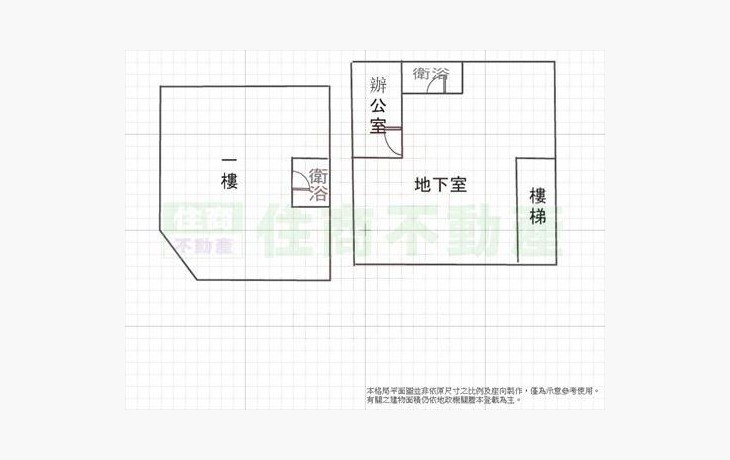 一樓
衛浴
辦公室
衛浴
地下室
樓梯
住商
不動產
住商不動產
本格局平面圖並非依原尺寸之比例及座向製作，僅為示意參考使用。
有關之建物面積仍依地政機關謄本登載為主。